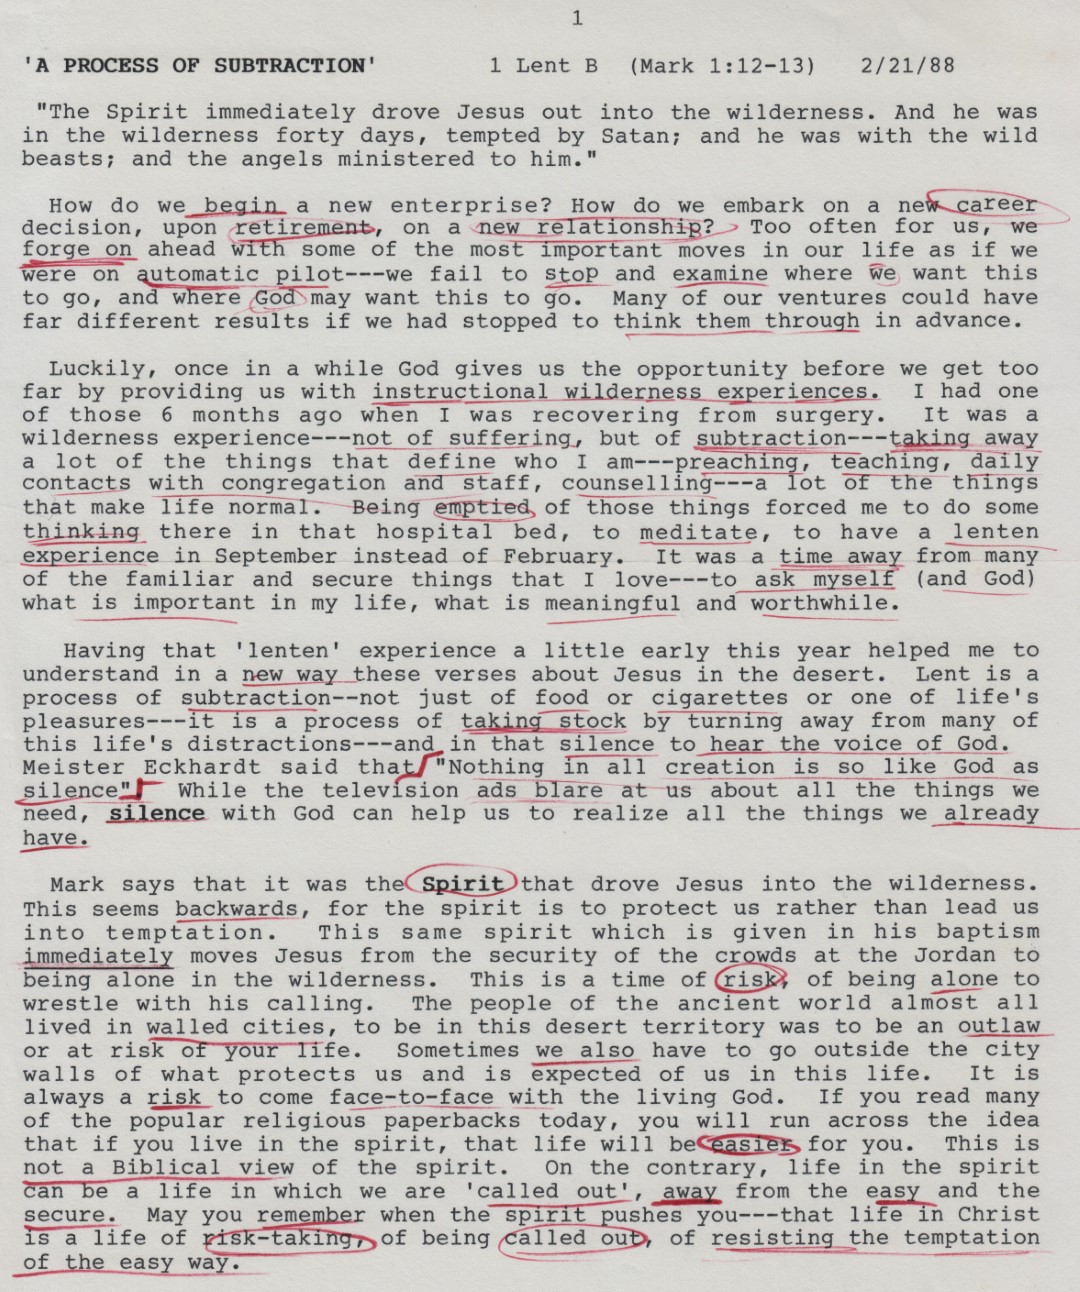 1
'A PROCESS OF SUBTRACTION' 1 Lent B (Mark 1:12-13) 2/21/88
"The Spirit immediately drove Jesus out into the wilderness. And he was
in the wilderness forty days, tempted by Satan; and he was with the wild
beasts; and the angels ministered to him."
How do we begin a new enterprise? How do we embark on a new career
decision, upon retirement, on a new relationship? Too often for us, we
forge on ahead with some of the most important moves in our life as if we
were on automatic pilot---we fail to stop and examine where we want this
to go, and where God may want this to go. Many of our ventures could have
far different results if we had stopped to think them through in advance.
Luckily, once in a while God gives us the opportunity before we get too
far by providing us with instructional wilderness experiences. I had one
of those 6 months ago when I was recovering from surgery. It was a
wilderness experience---not of suffering, but of subtraction---taking away
a lot of the things that define who I am---preaching, teaching, daily
contacts with congregation and staff, counselling---a lot of the things
that make life normal. Being emptied of those things forced me to do some
thinking there in that hospital bed, to meditate, to have a lenten
experience in September instead of February. It was a time away from many
of the familiar and secure things that I love---to ask myself (and God)
what is important in my life, what is meaningful and worthwhile.
Having that 'lenten' experience a little early this year helped me to
understand in a new way these verses about Jesus in the desert. Lent is a
process of subtraction--not just of food or cigarettes or one of life's
pleasures---it is a process of taking stock by turning away from many of
this life's distractions---and in that silence to hear the voice of God.
Meister Eckhardt said that "Nothing in all creation is so like God as
silence" While the television ads blare at us about all the things we
need, silence with God can help us to realize all the things we already
have.
Mark says that it was the Spirit that drove Jesus into the wilderness.
This seems backwards, for the spirit is to protect us rather than lead us
into temptation. This same spirit which is given in his baptism
immediately moves Jesus from the security of the crowds at the Jordan to
being alone in the wilderness. This is a time of risk, of being alone to
wrestle with his calling. The people of the ancient world almost all
lived in walled cities, to be in this desert territory was to be an outlaw
or at risk of your life. Sometimes we also have to go outside the city
walls of what protects us and is expected of us in this life. It is
always a risk to come face-to-face with the living God. If you read many
of the popular religious paperbacks today, you will run across the idea
that if you live in the spirit, that life will be easier for you. This is
not a Biblical view of the spirit. On the contrary, life in the spirit
can be a life in which we are 'called out', away from the easy and the
secure. May you remember when the spirit pushes you---that life in Christ
is a life of risk-taking, of being called out, of resisting the temptation
of the easy way.